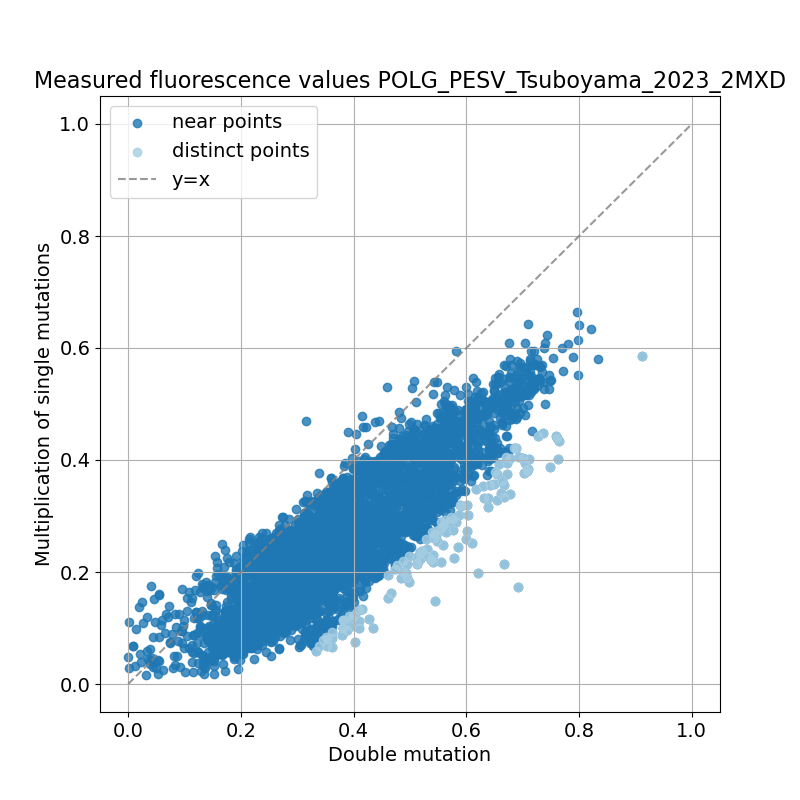 Measured fluorescence values POLG_PESV_Tsuboyama_2023_2MXD
near points
distinct points
y=x
Multiplication of single mutations
1.0
0.8
0.6
0.4
0.2
0.0
0.0 0.2 0.4 0.6 0.8 1.0
Double mutation